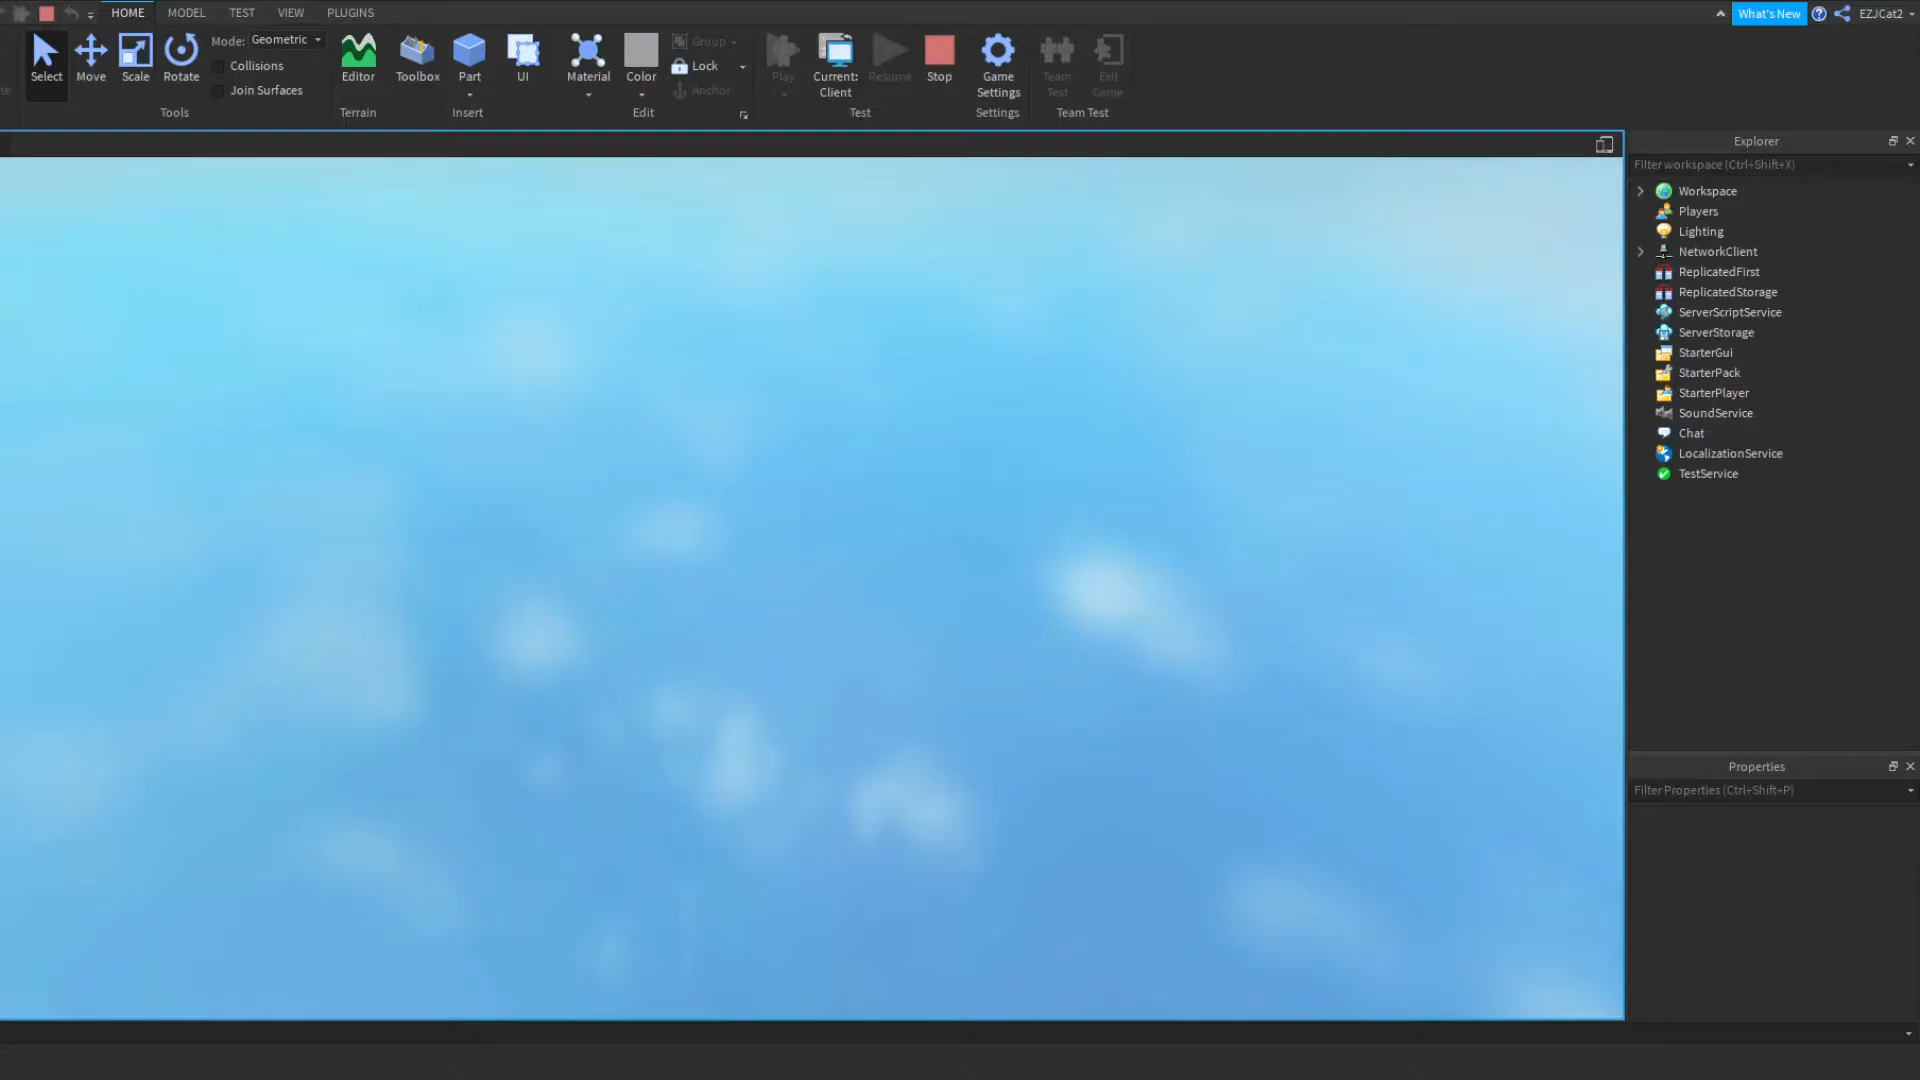 HOME MODEL TEST VIEW PLUGINS
What's New
EZJCat2
Select
Move
Scale
Rotate
Mode: Geometric
Collisions
Join Surfaces
Tools
Editor
Terrain
Toolbox
Part
UI
Insert
Material
Color
Group
Lock
Anchor
Edit
Play
Current:
Client
Resume
Stop
Test
Game
Settings
Settings
Team
Test
Exit
Game
Team Test
Explorer
Filter workspace (Ctrl+Shift+X)
Workspace
Players
Lighting
NetworkClient
ReplicatedFirst
ReplicatedStorage
ServerScriptService
ServerStorage
StarterGui
StarterPack
StarterPlayer
SoundService
Chat
LocalizationService
TestService
Properties
Filter Properties (Ctrl+Shift+P)